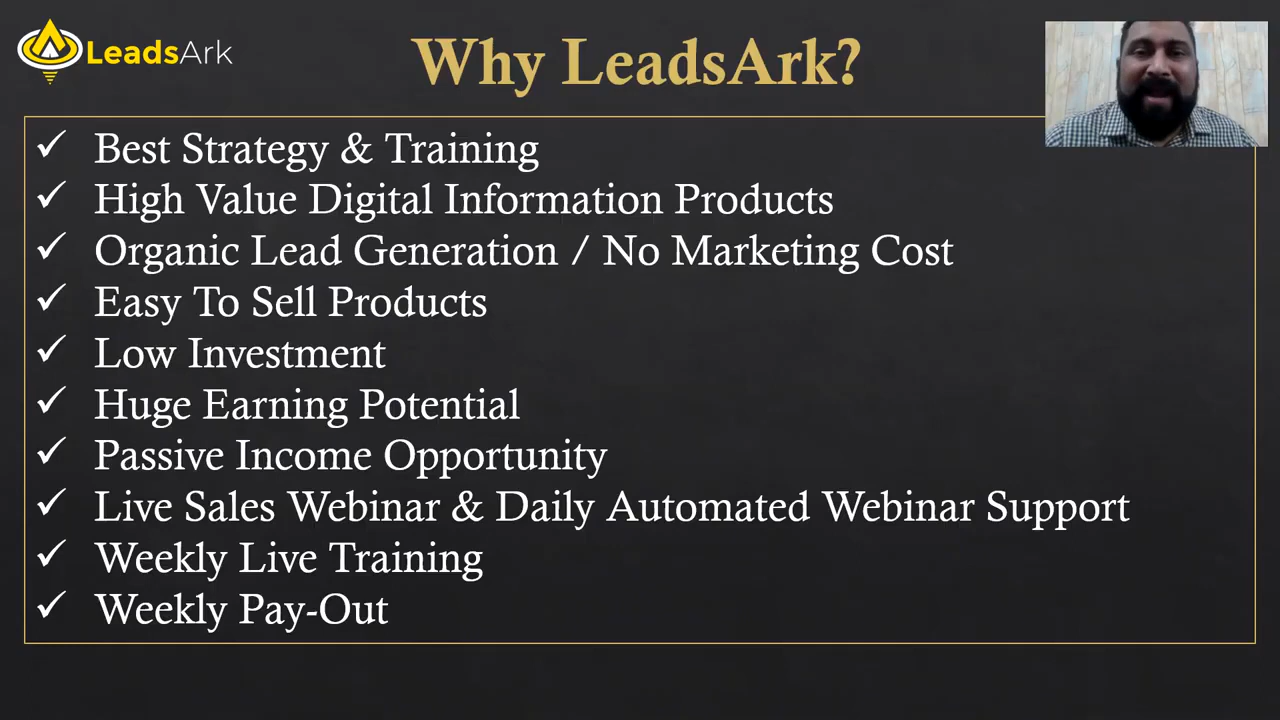 LeadsArk
Why LeadsArk?
✓ Best Strategy & Training
✓ High Value Digital Information Products
✓ Organic Lead Generation / No Marketing Cost
✓ Easy To Sell Products
✓ Low Investment
✓ Huge Earning Potential
✓ Passive Income Opportunity
✓ Live Sales Webinar & Daily Automated Webinar Support
✓ Weekly Live Training
✓ Weekly Pay-Out